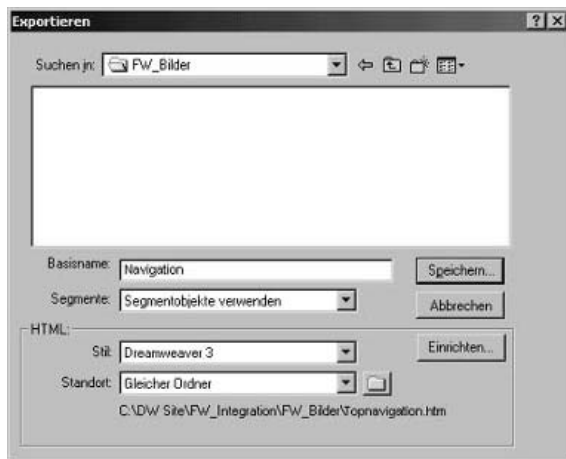 Exportieren
Suchen in: FW_Bilder
Basisname: Navigation
Speichern...
Segmente: Segmentobjekte verwenden
Abbrechen
HTML:
Stil: Dreamweaver 3
Einrichten...
Standort: Gleicher Ordner
C:\DW Site\FW_Integration\FW_Bilder\Topnavigation.htm